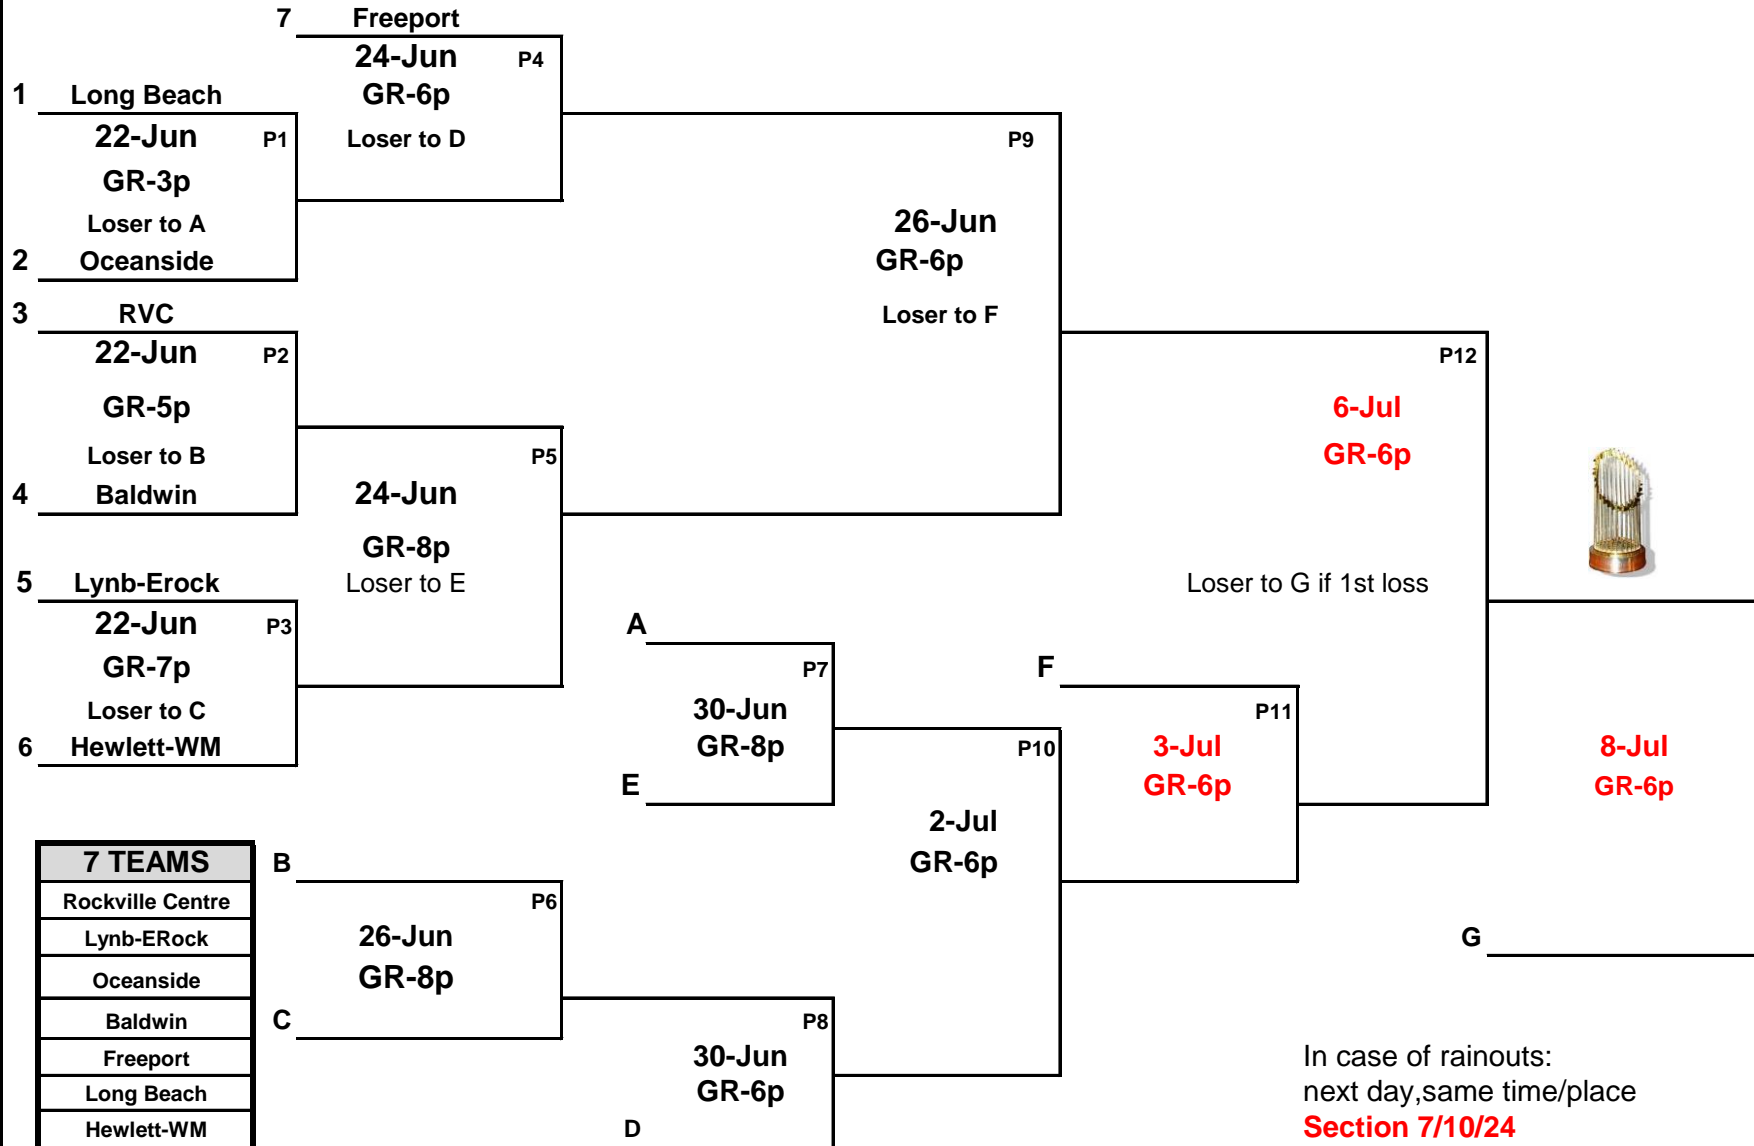 7 Freeport
24-Jun P4
GR-6p
Loser to D
1 Long Beach
22-Jun P1
GR-3p
Loser to A
2 Oceanside
3 RVC
22-Jun P2
GR-5p
Loser to B
4 Baldwin
24-Jun P5
GR-8p
Loser to E
5 Lynb-Erock
22-Jun P3
GR-7p
Loser to C
6 Hewlett-WM
P9
26-Jun
GR-6p
Loser to F
P12
6-Jul
GR-6p
Loser to G if 1st loss
A
P7
30-Jun
GR-8p
E
F
P11
3-Jul
GR-6p
P10
2-Jul
GR-6p
8-Jul
GR-6p
G
B
P6
26-Jun
GR-8p
C
P8
30-Jun
GR-6p
D
7 TEAMS
Rockville Centre
Lynb-ERock
Oceanside
Baldwin
Freeport
Long Beach
Hewlett-WM
In case of rainouts:
next day,same time/place
Section 7/10/24